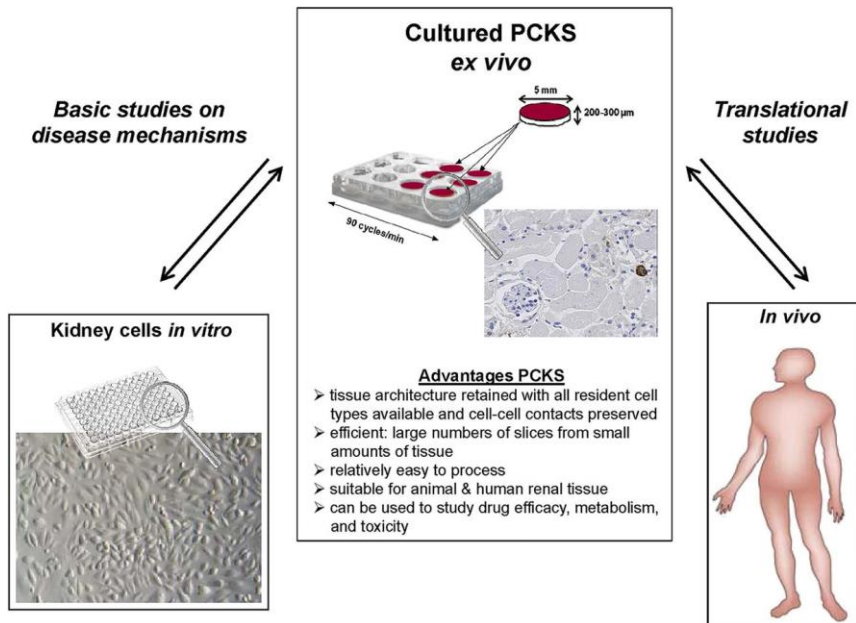 Cultured PCKS
ex vivo
5 mm
200-300 µm
90 cycles/min
Basic studies on
disease mechanisms
Translational
studies
Advantages PCKS
➢ tissue architecture retained with all resident cell
types available and cell-cell contacts preserved
➢ efficient: large numbers of slices from small
amounts of tissue
➢ relatively easy to process
➢ suitable for animal & human renal tissue
➢ can be used to study drug efficacy, metabolism,
and toxicity
Kidney cells in vitro
In vivo